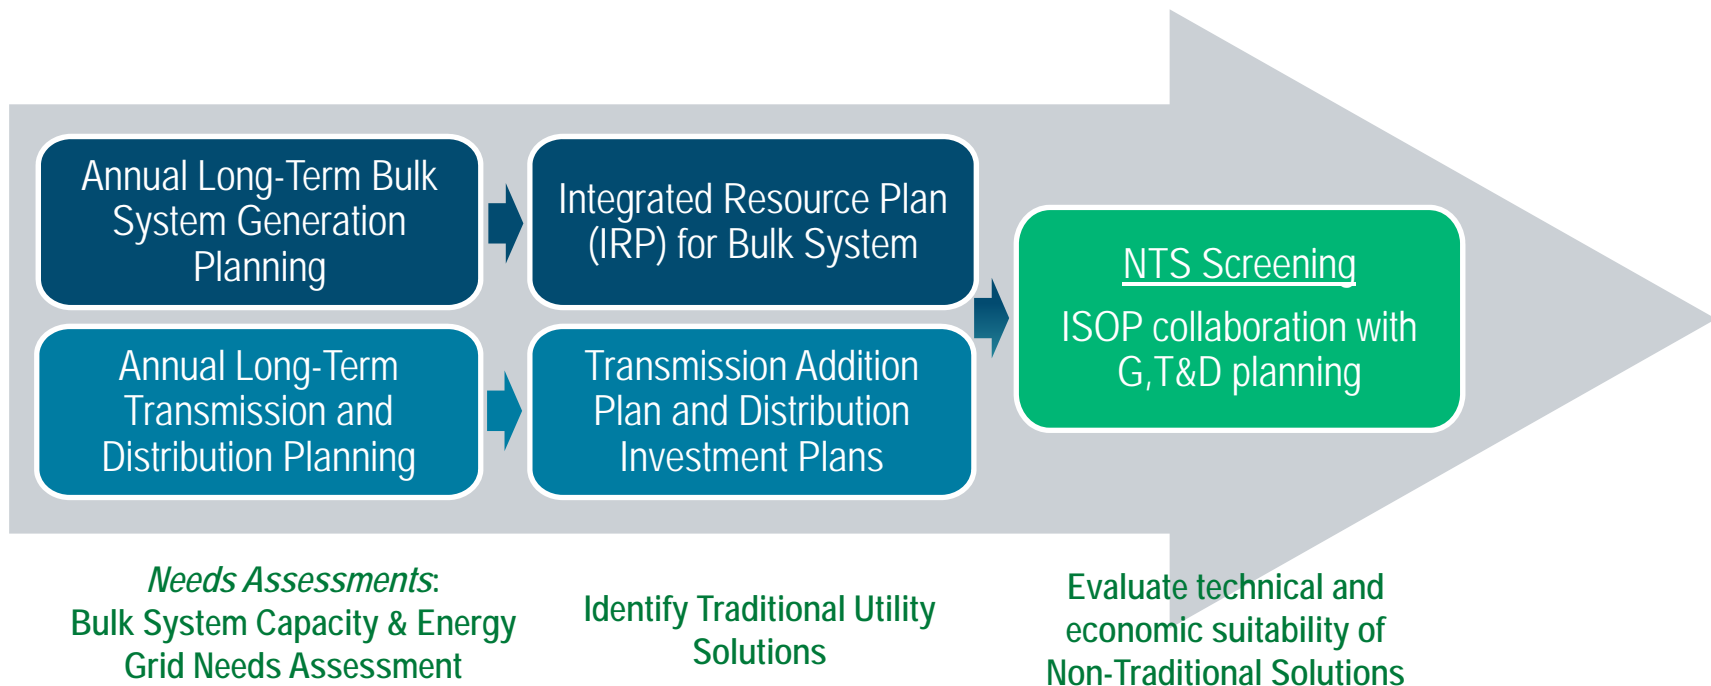 Annual Long-Term Bulk
System Generation
Planning
Integrated Resource Plan
(IRP) for Bulk System
Annual Long-Term
Transmission and
Distribution Planning
Transmission Addition
Plan and Distribution
Investment Plans
NTS Screening
ISOP collaboration with
G,T&D planning
Needs Assessments:
Bulk System Capacity & Energy
Grid Needs Assessment
Identify Traditional Utility
Solutions
Evaluate technical and
economic suitability of
Non-Traditional Solutions